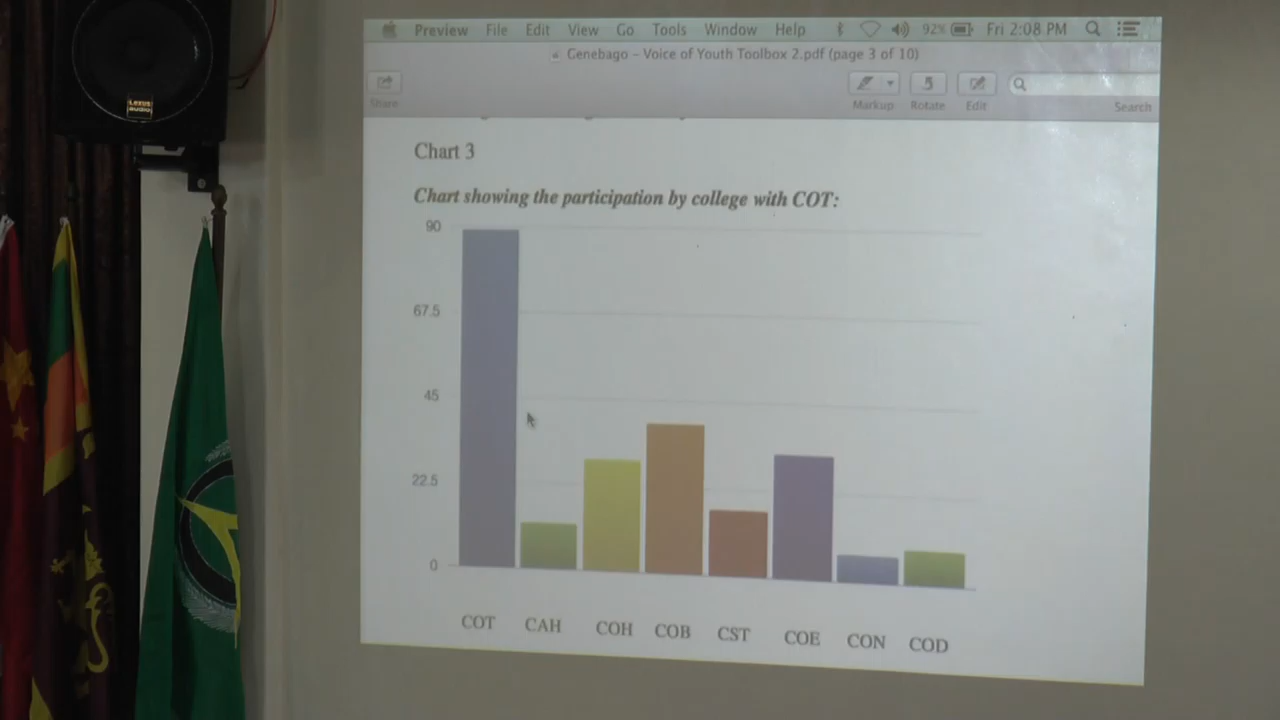 LEXUS
audio
Preview File Edit View Go Tools Window Help 92% Fri 2:08 PM
Genebago – Voice of Youth Toolbox 2.pdf (page 3 of 10)
Share Markup Rotate Edit Search
Chart 3
Chart showing the participation by college with COT:
90
67.5
45
22.5
0
COT CAH COH COB CST COE CON COD